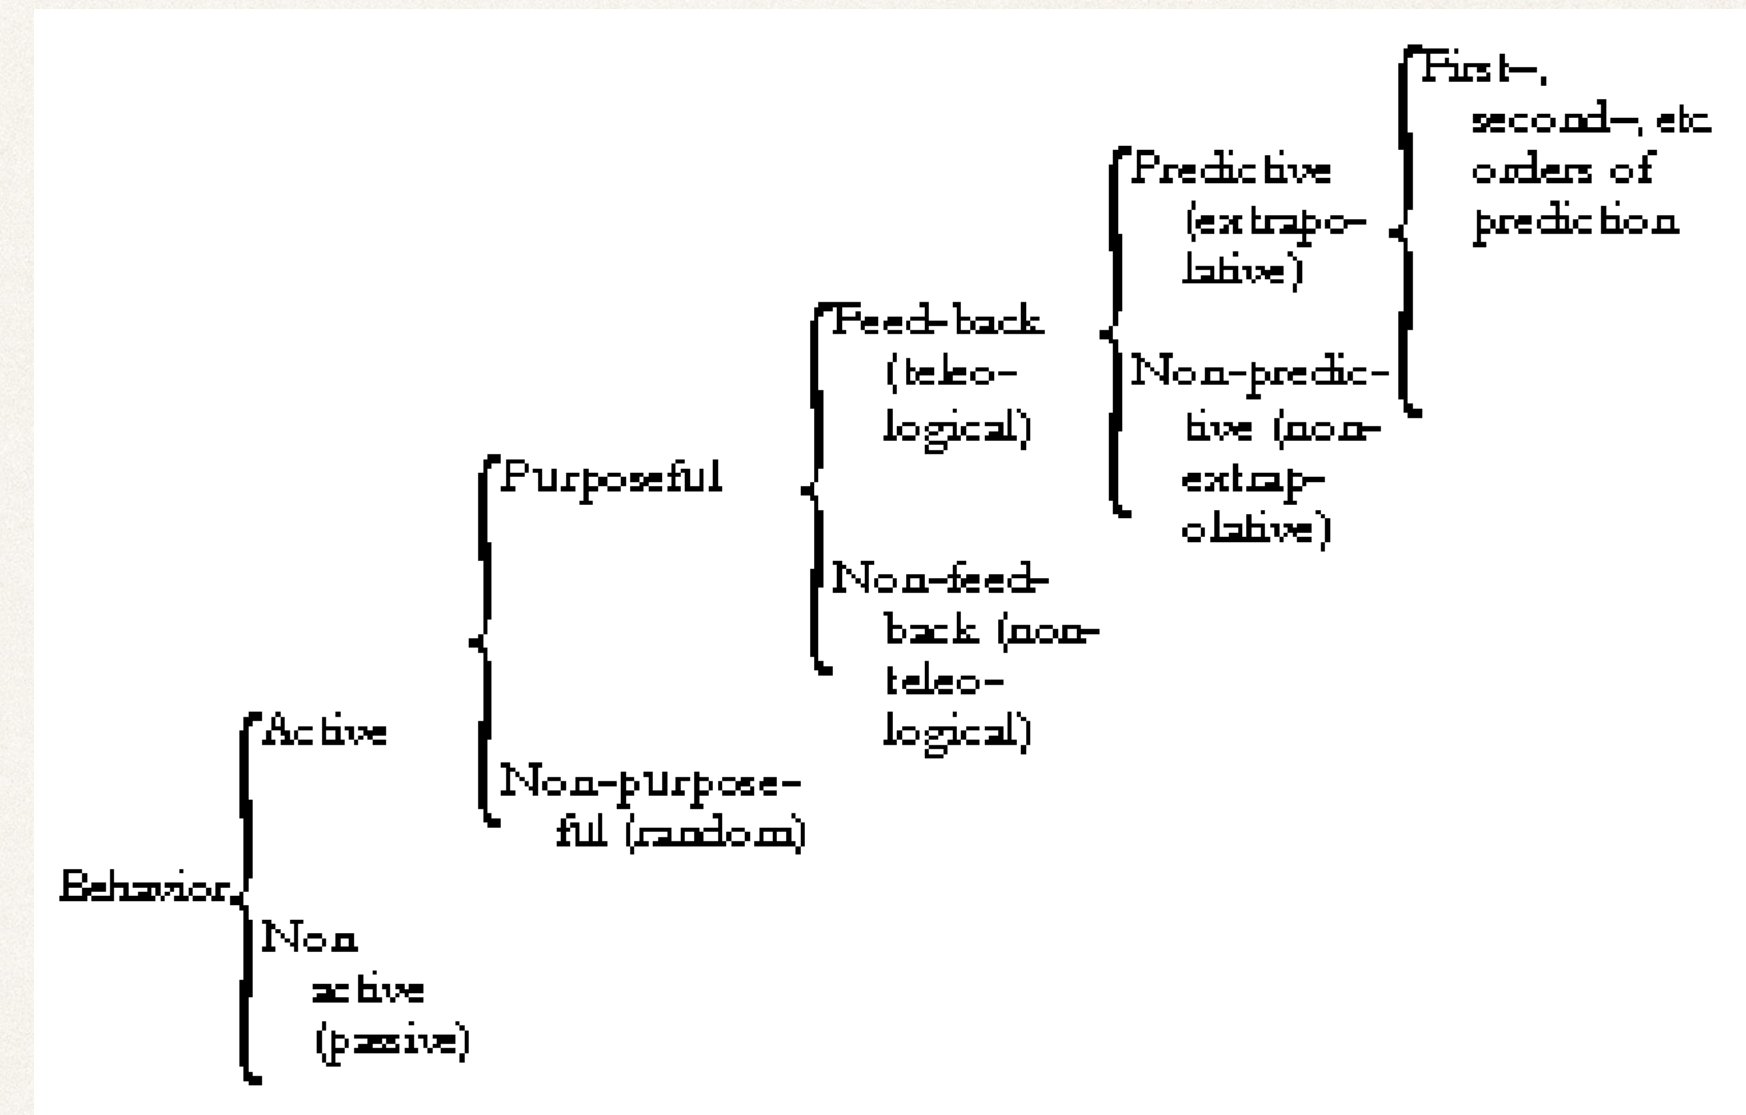 First-,
second-, etc
orders of
prediction
Predictive
(extrapo-
lative)
Non-predic-
tive (non-
extrap-
olative)
Feed-back
(teleo-
logical)
Non-feed-
back (non-
teleo-
logical)
Purposeful
Non-purpose-
ful (random)
Active
Non
active
(passive)
Behavior